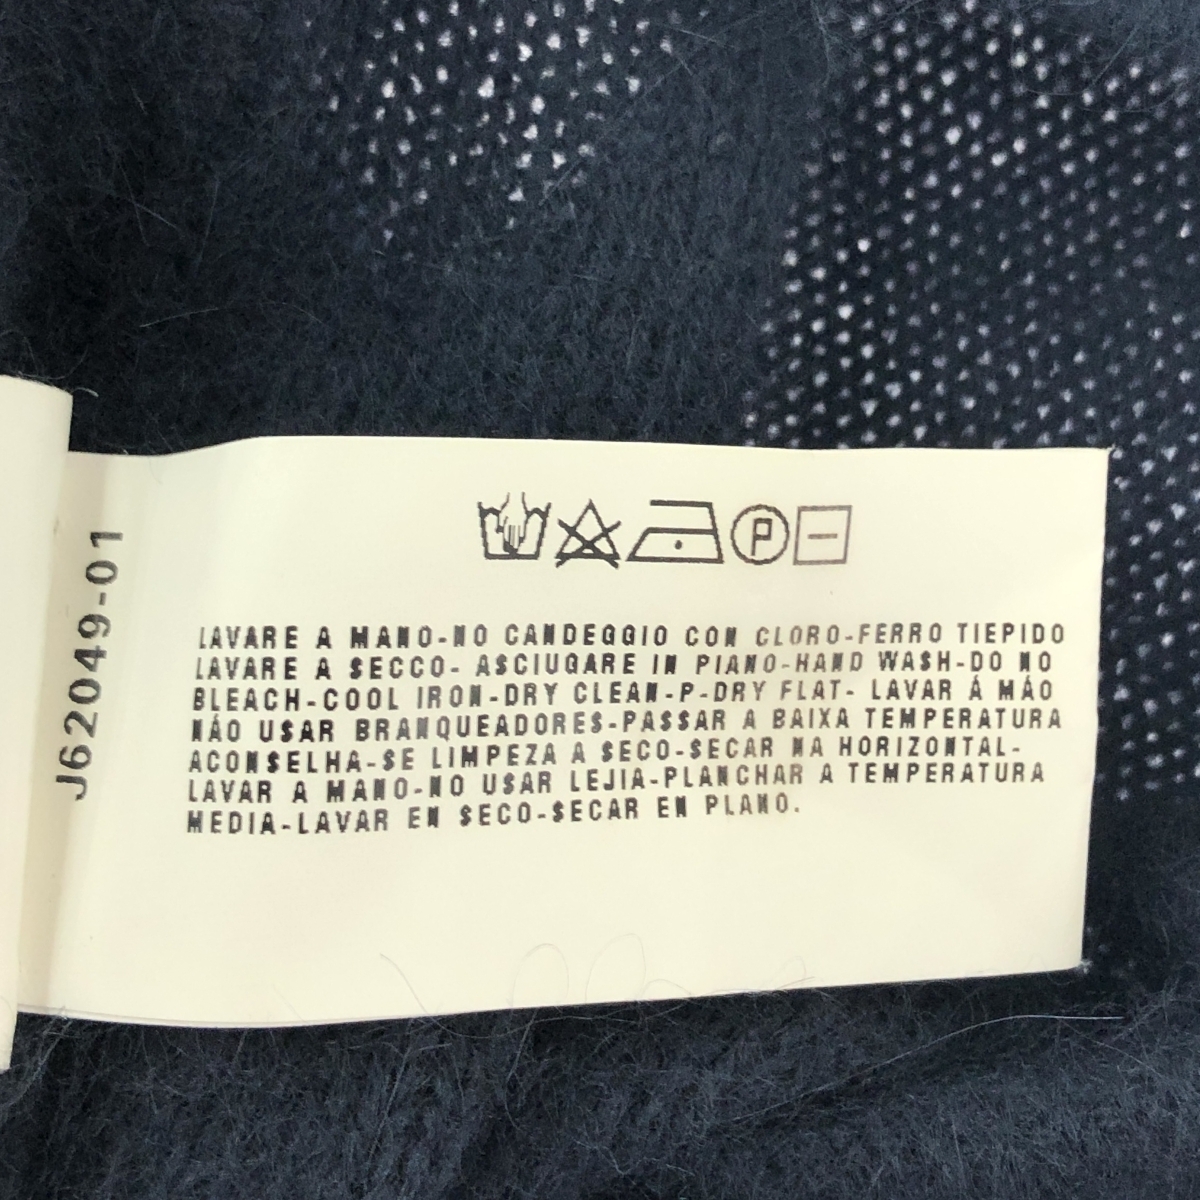 LAVARE A MANO-NO CANDEGGIO CON CLORO-FERRO TIEPIDO
LAVARE A SECCO- ASCIUGARE IN PIANO-HAND WASH-DO NO
BLEACH-COOL IRON-DRY CLEAN-P-DRY FLAT- LAVAR Á MÁO
NÁO USAR BRANQUEADORES-PASSAR A BAIXA TEMPERATURA
ACONSELHA-SE LIMPEZA A SECO-SECAR NA HORIZONTAL-
LAVAR A MANO-NO USAR LEJIA-PLANCHAR A TEMPERATURA
MEDIA-LAVAR EN SECO-SECAR EN PLANO.
J62049-01
P